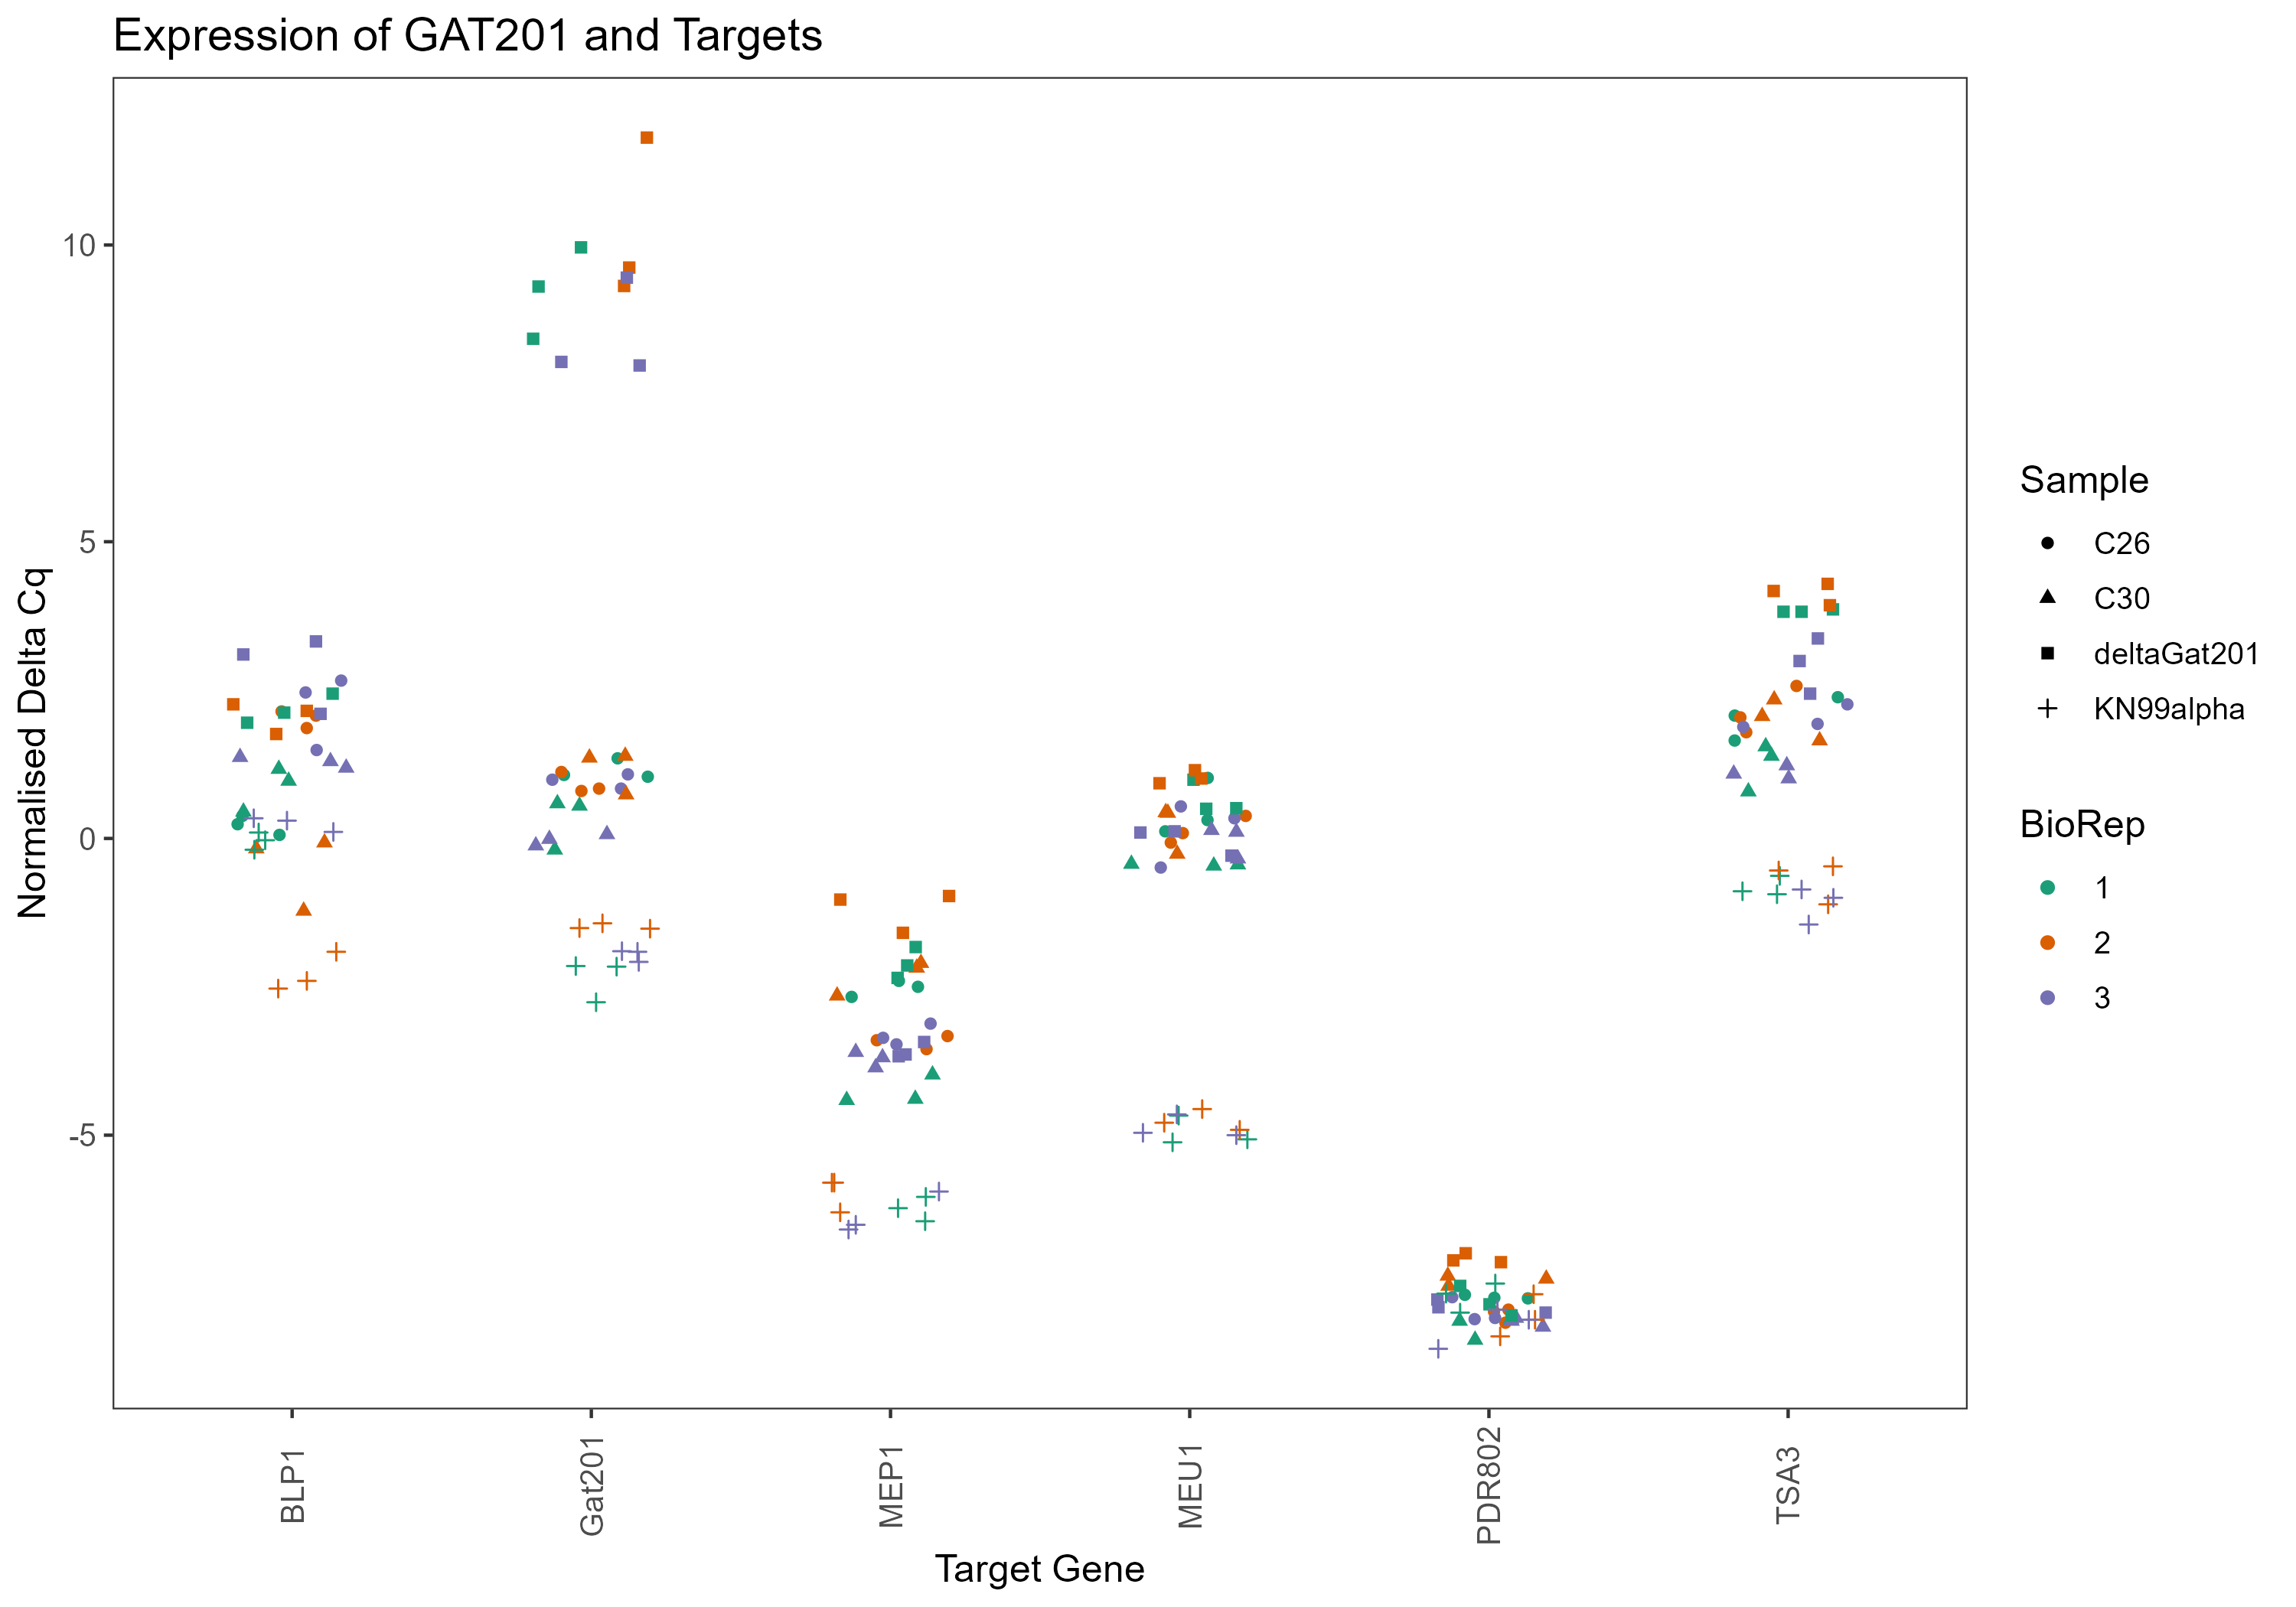 Expression of GAT201 and Targets
Normalised Delta Cq
10
5
0
-5
BLP1
Gat201
MEP1
MEU1
PDR802
TSA3
Target Gene
Sample
C26
C30
deltaGat201
KN99alpha
BioRep
1
2
3